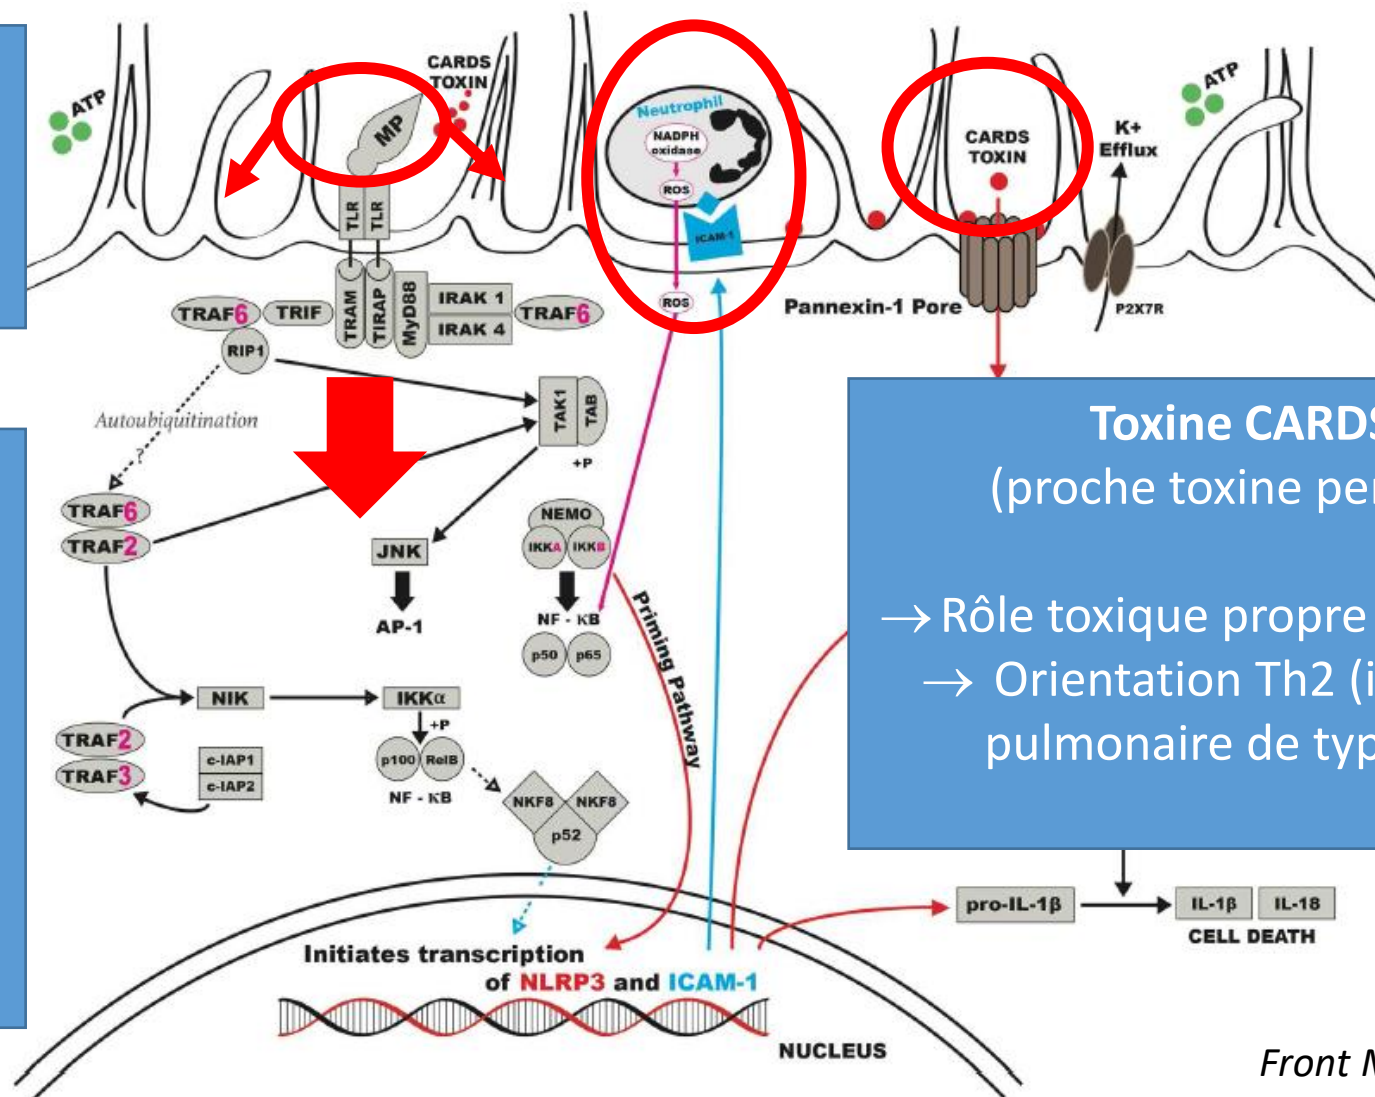 CARDS
TOXIN
ATP
MP
Neutrophil
NADPH
oxidase
ROS
ICAM-1
CARDS
TOXIN
K+
Efflux
ATP
TLR
TLR
TRAF6
TRIF
TRAM
TIRAP
MyD88
IRAK 1
IRAK 4
TRAF6
ROS
Pannexin-1 Pore
P2X7R
RIP1
Autoubiquitination
?
TAK1
TAB
+P
TRAF6
TRAF2
JNK
AP-1
NEMO
IKKA
IKKB
NF - κB
p50
p65
Priming Pathway
Toxine CARDS
(proche toxine per
→ Rôle toxique propre
→ Orientation Th2 (i
pulmonaire de typ
NIK
IKKα
+P
TRAF2
TRAF3
c-IAP1
c-IAP2
p100
RelB
NF - κB
NKF8
NKF8
p52
pro-IL-1β
IL-1β
IL-18
CELL DEATH
Initiates transcription
of NLRP3 and ICAM-1
NUCLEUS
Front